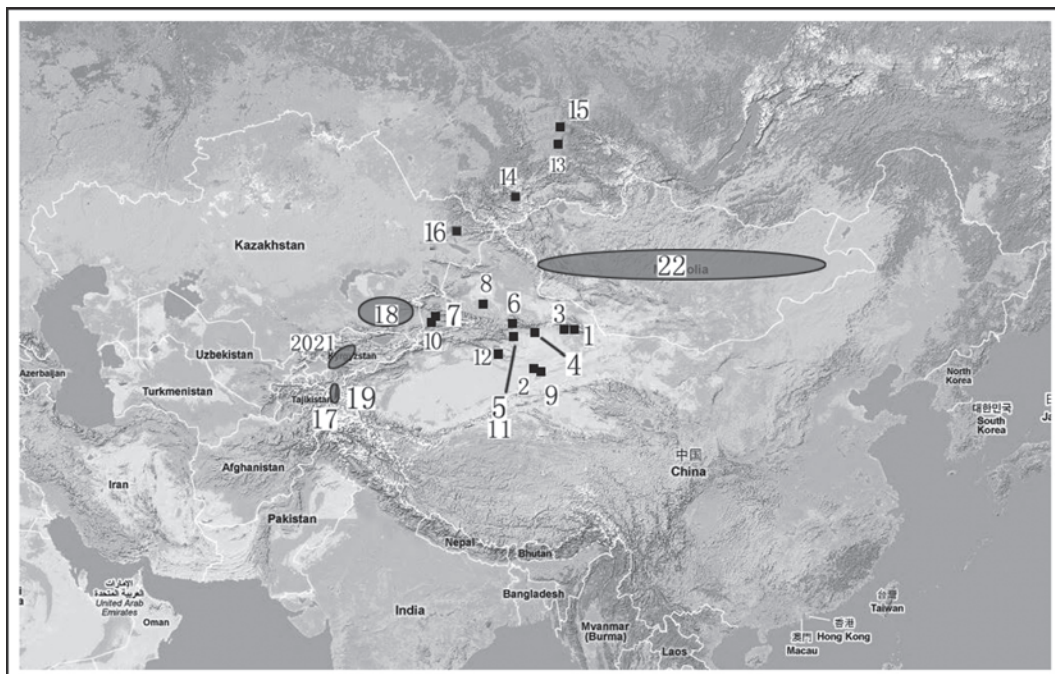 15
13
14
16
Kazakhstan
22
8
18
7
6
3
1
2021
10
Uzbekistan
12
4
Azerbaijan
Turkmenistan
2
9
North
Korea
Tajikistan
19
5
대한민국
South
Korea
17
11
中国
China
Afghanistan
Iran
Pakistan
Nepal
Bhutan
الإمارات
العربية المتحدة
United Arab
Emirates
Oman
Bangladesh
India
台灣
Taiwan
Myanmar
(Burma)
香港
Hong Kong
澳門
Macau
Laos